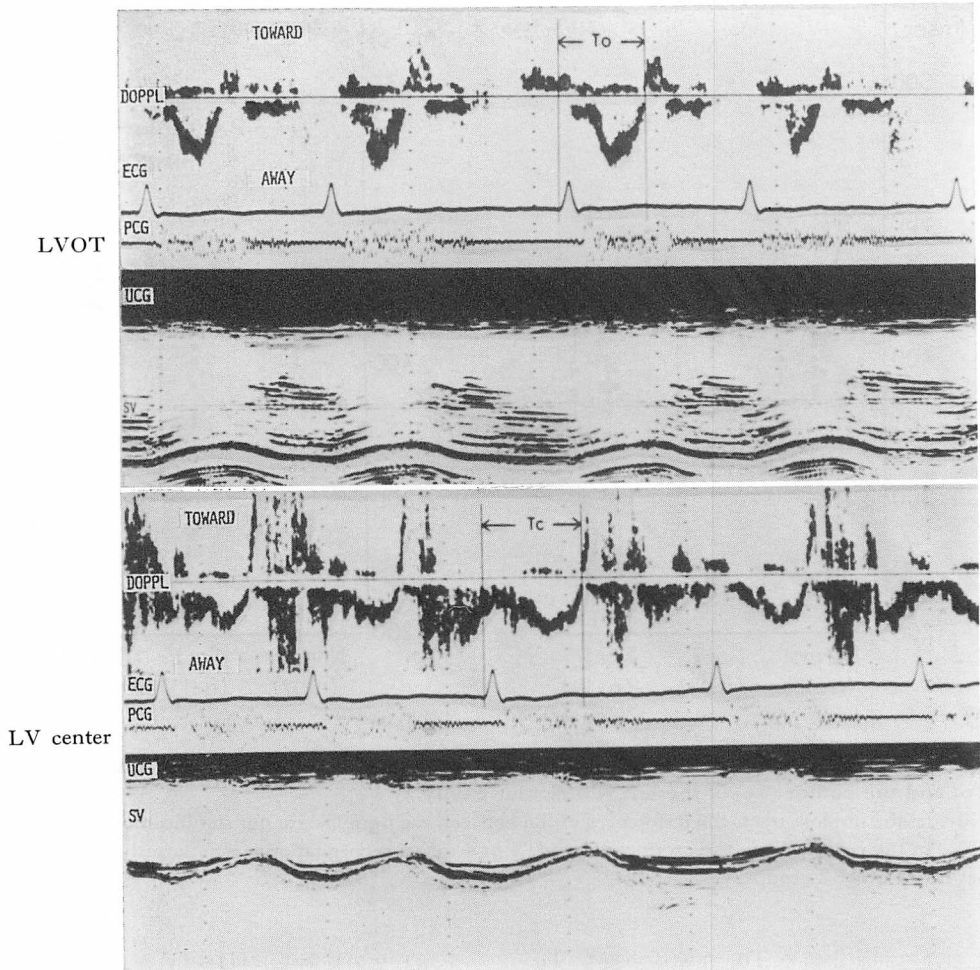 TOWARD
To
DOPPL
ECG
AWAY
PCG
LVOT
UCG
SV
TOWARD
Tc
DOPPL
AWAY
ECG
PCG
LV center
UCG
SV